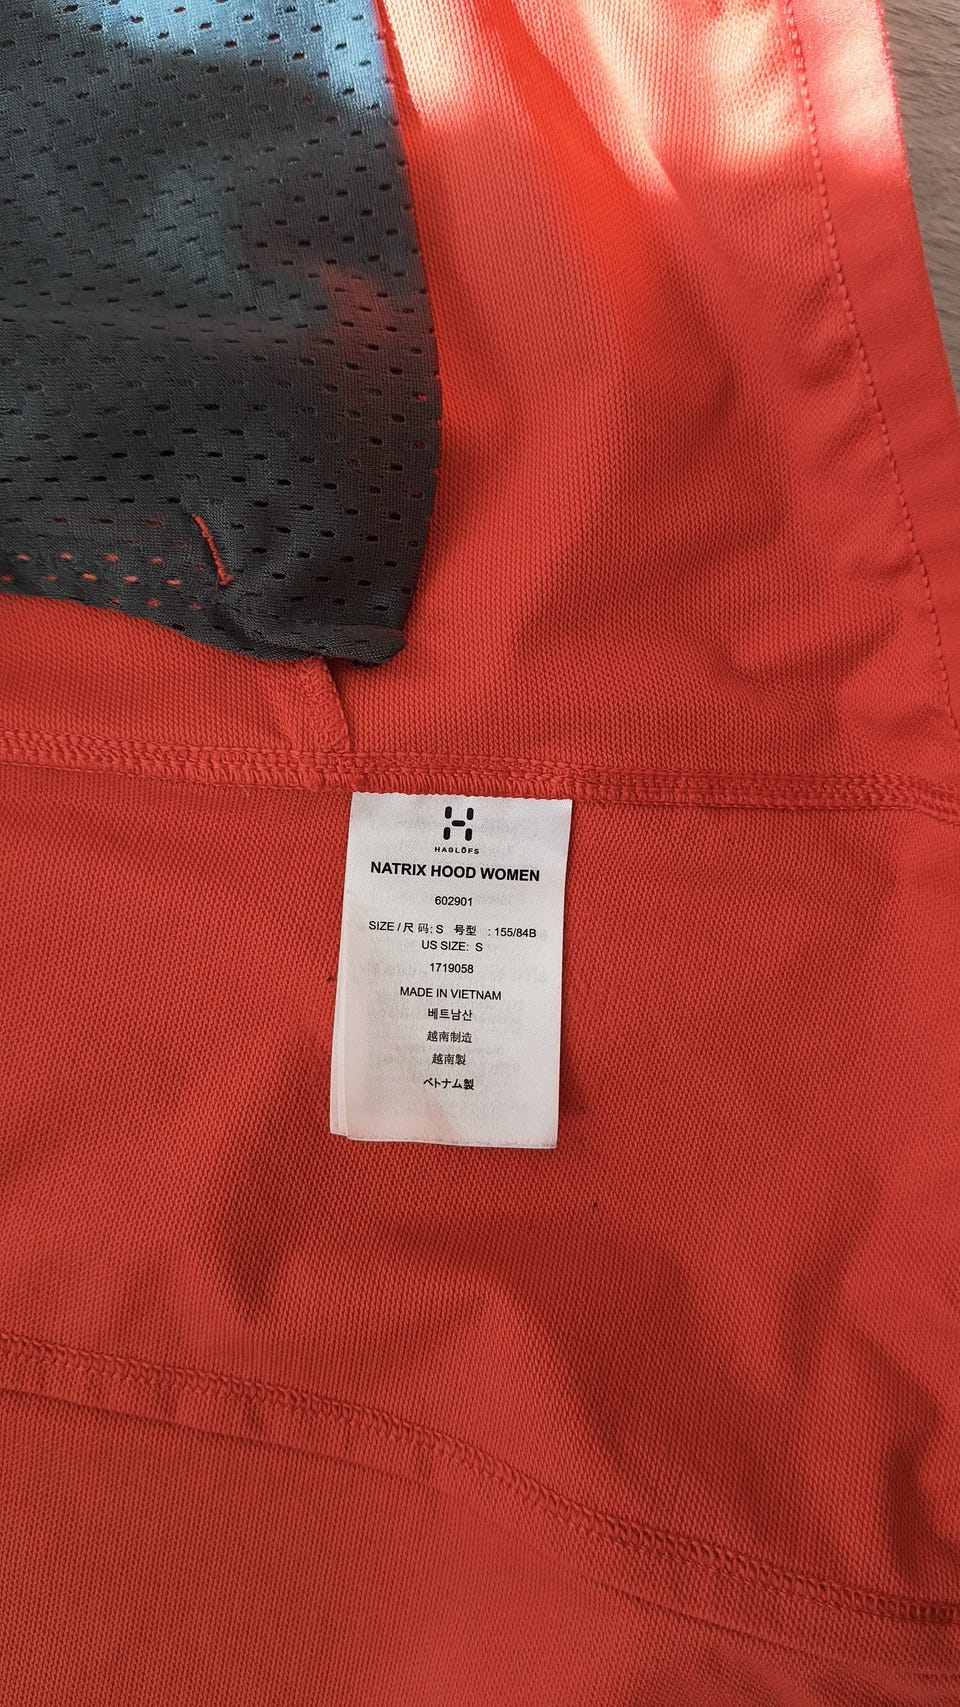 HAGLÖFS
NATRIX HOOD WOMEN
602901
SIZE / 尺 码: S 号型 : 155/84B
US SIZE: S
1719058
MADE IN VIETNAM
베트남산
越南制造
越南製
ベトナム製